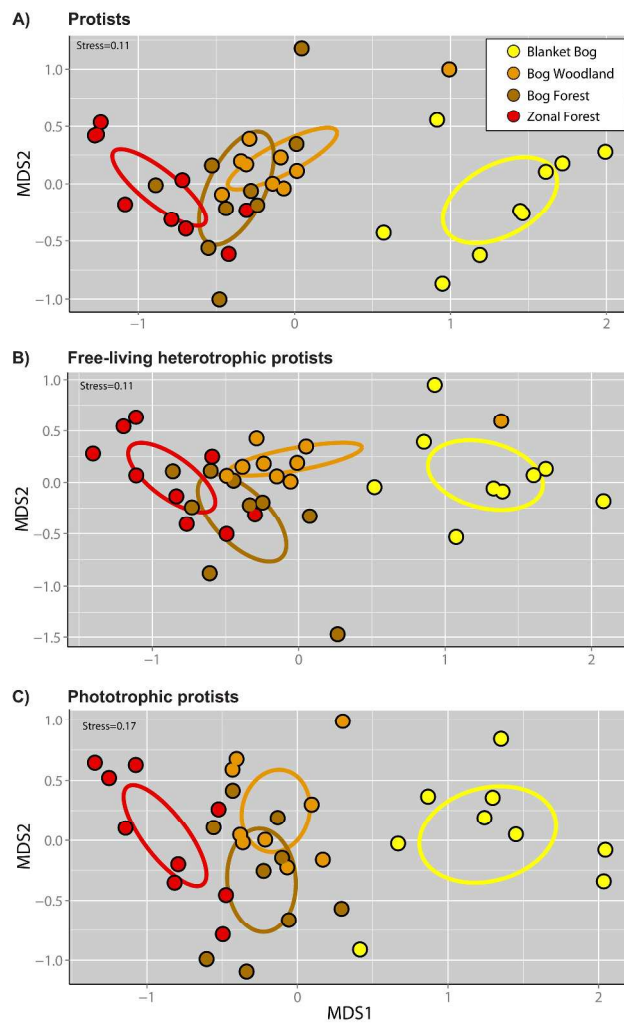 A) Protists
Stress=0.11
Blanket Bog
Bog Woodland
Bog Forest
Zonal Forest
1.0
0.5
0.0
−0.5
−1.0
MDS2
−1 0 1 2
B) Free-living heterotrophic protists
Stress=0.11
1.0
0.5
0.0
−0.5
−1.0
−1.5
MDS2
−1 0 1 2
C) Phototrophic protists
Stress=0.17
1.0
0.5
0.0
−0.5
−1.0
MDS2
−1 0 1 2
MDS1